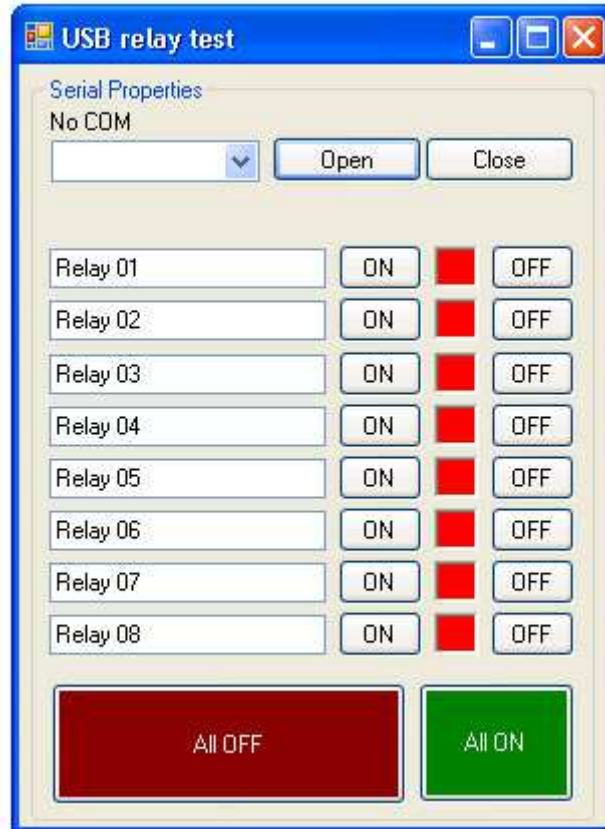 USB relay test
Serial Properties
No COM
Open Close
Relay 01 ON OFF
Relay 02 ON OFF
Relay 03 ON OFF
Relay 04 ON OFF
Relay 05 ON OFF
Relay 06 ON OFF
Relay 07 ON OFF
Relay 08 ON OFF
All OFF All ON